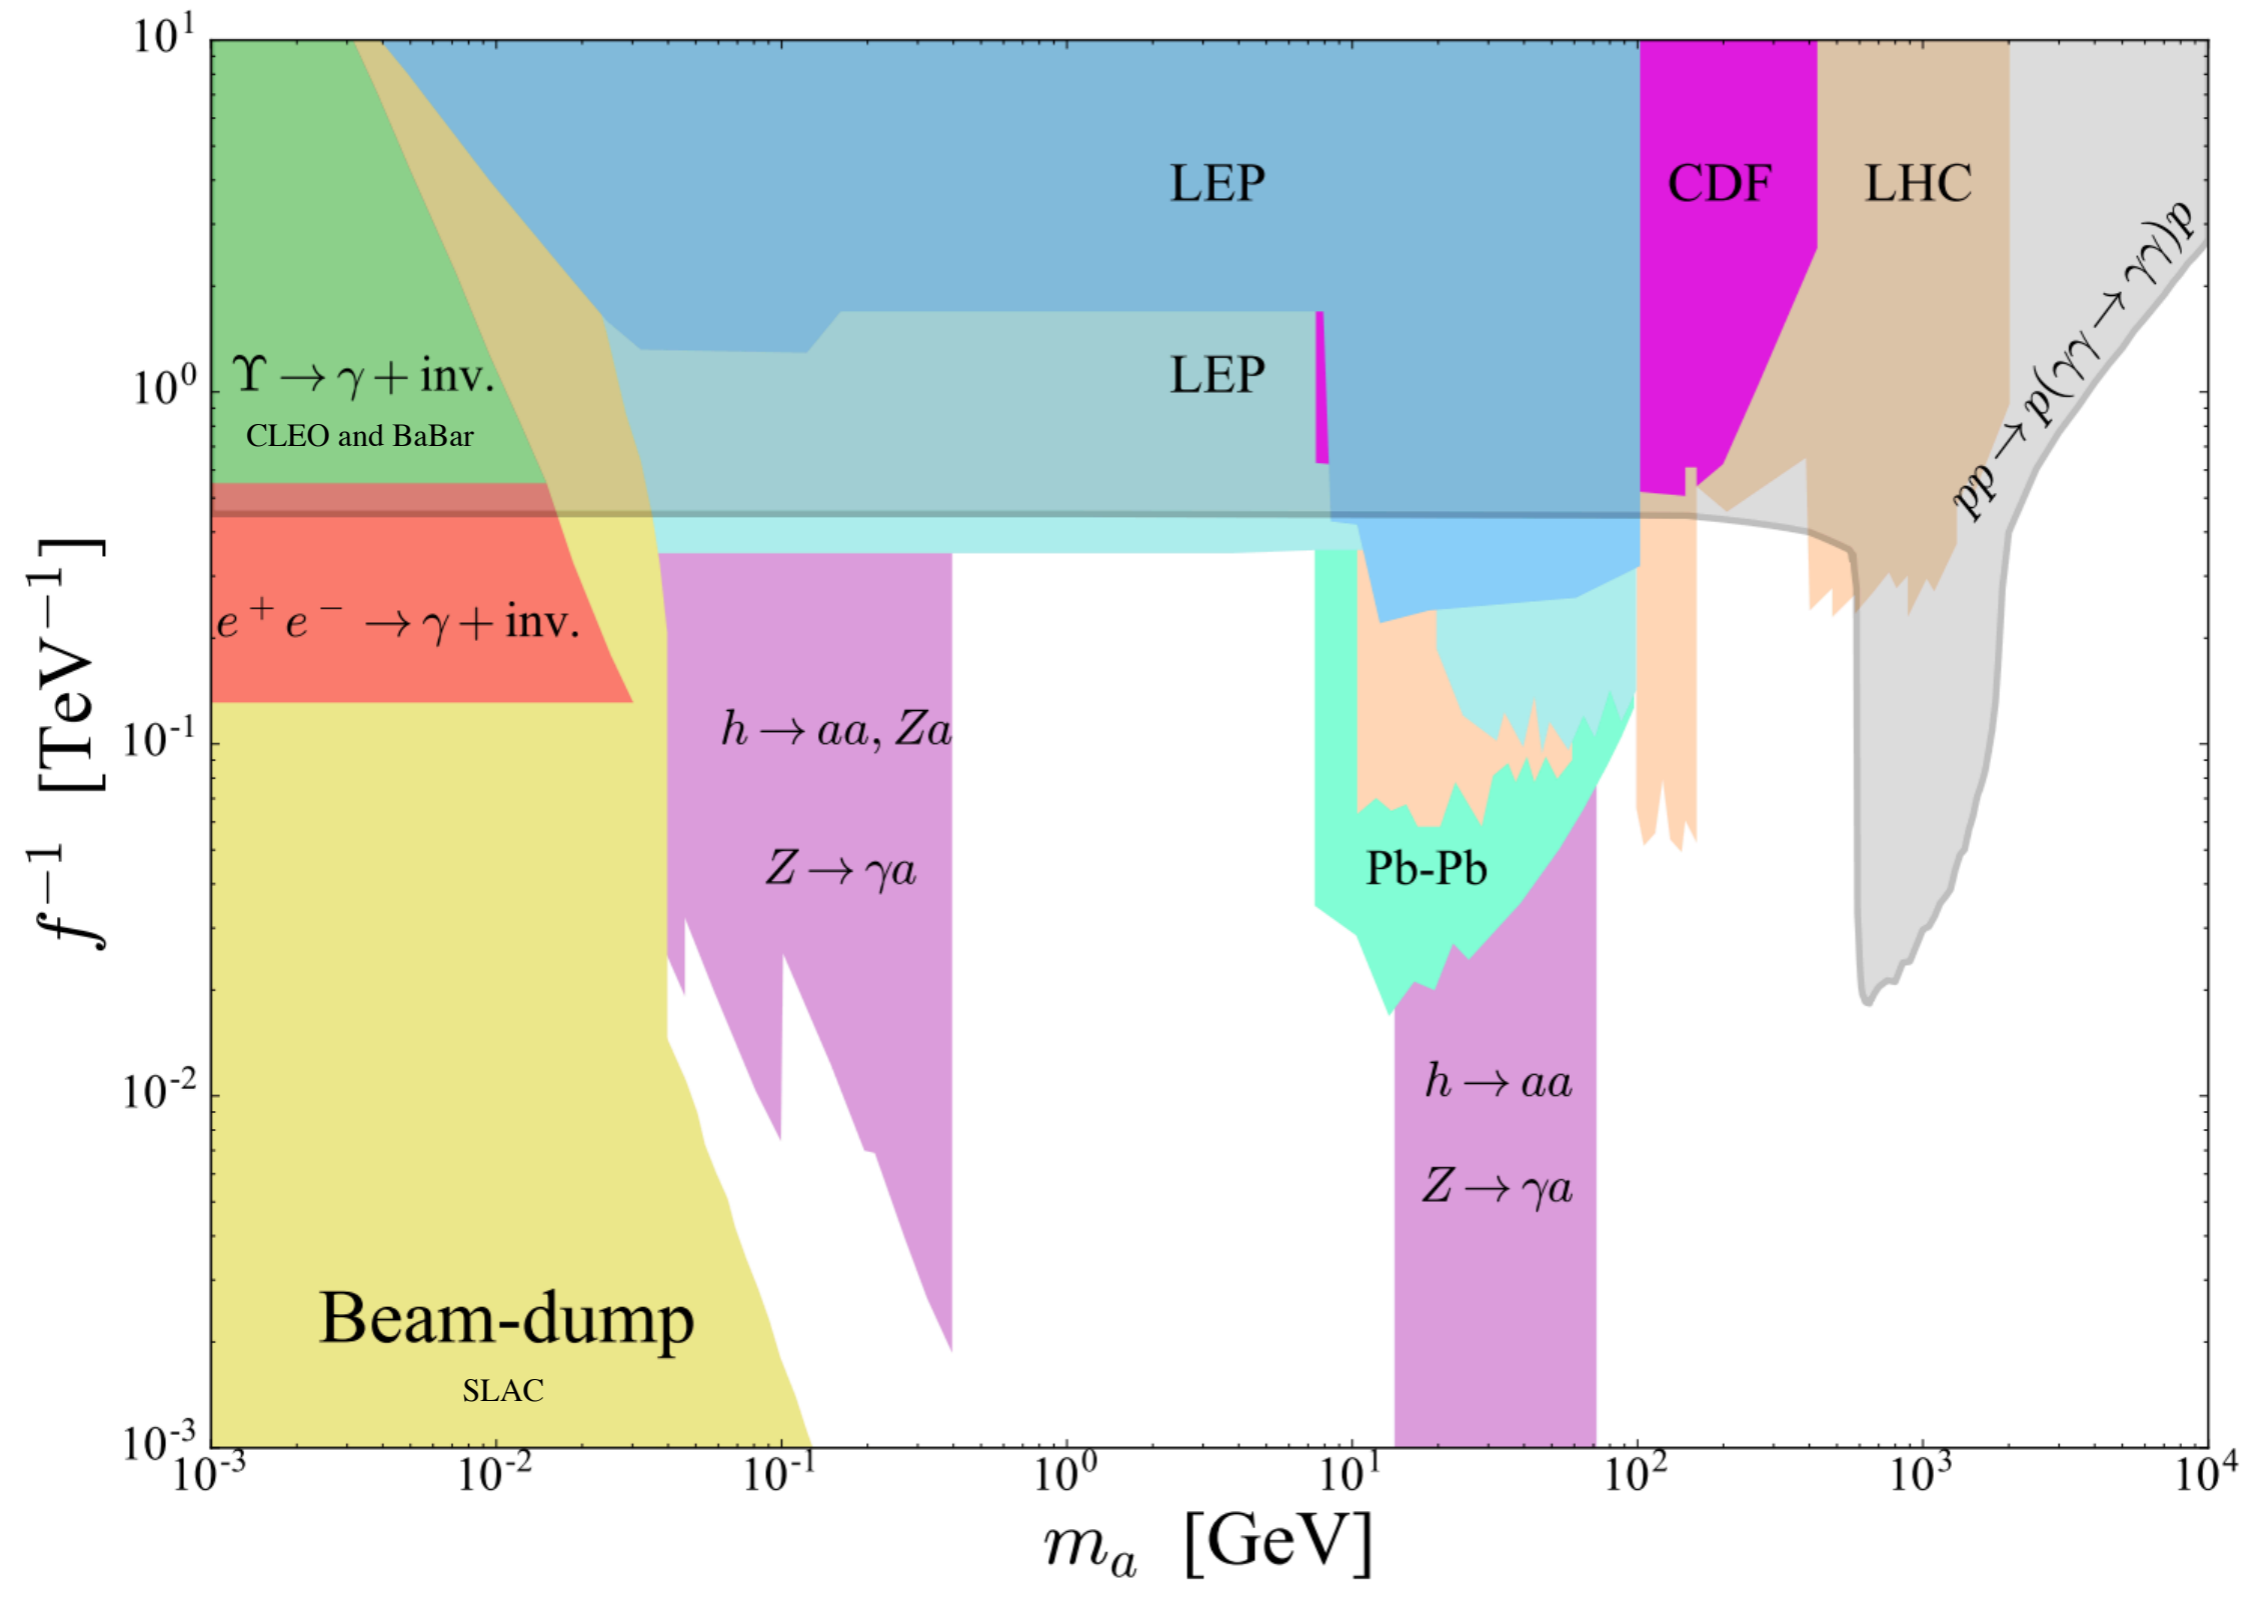 10¹
10⁰
10⁻¹
10⁻²
10⁻³
f⁻¹ [TeV⁻¹]
LEP
CDF
LHC
pp → p(γγ → γγ)p
LEP
ϒ → γ + inv.
CLEO and BaBar
e⁺e⁻ → γ + inv.
h → aa, Za
Z → γa
Pb-Pb
h → aa
Z → γa
Beam-dump
SLAC
10⁻³ 10⁻² 10⁻¹ 10⁰ 10¹ 10² 10³ 10⁴
mₐ [GeV]